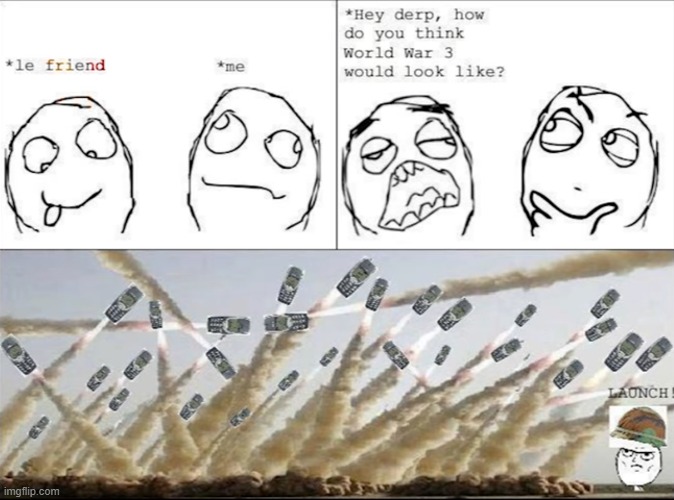 *le friend
*me
*Hey derp, how
do you think
World War 3
would look like?
LAUNCH!
imgflip.com